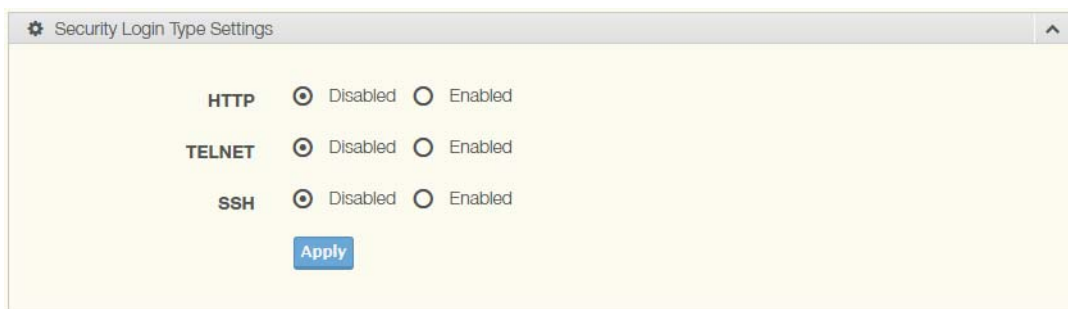 Security Login Type Settings
HTTP Disabled Enabled
TELNET Disabled Enabled
SSH Disabled Enabled
Apply